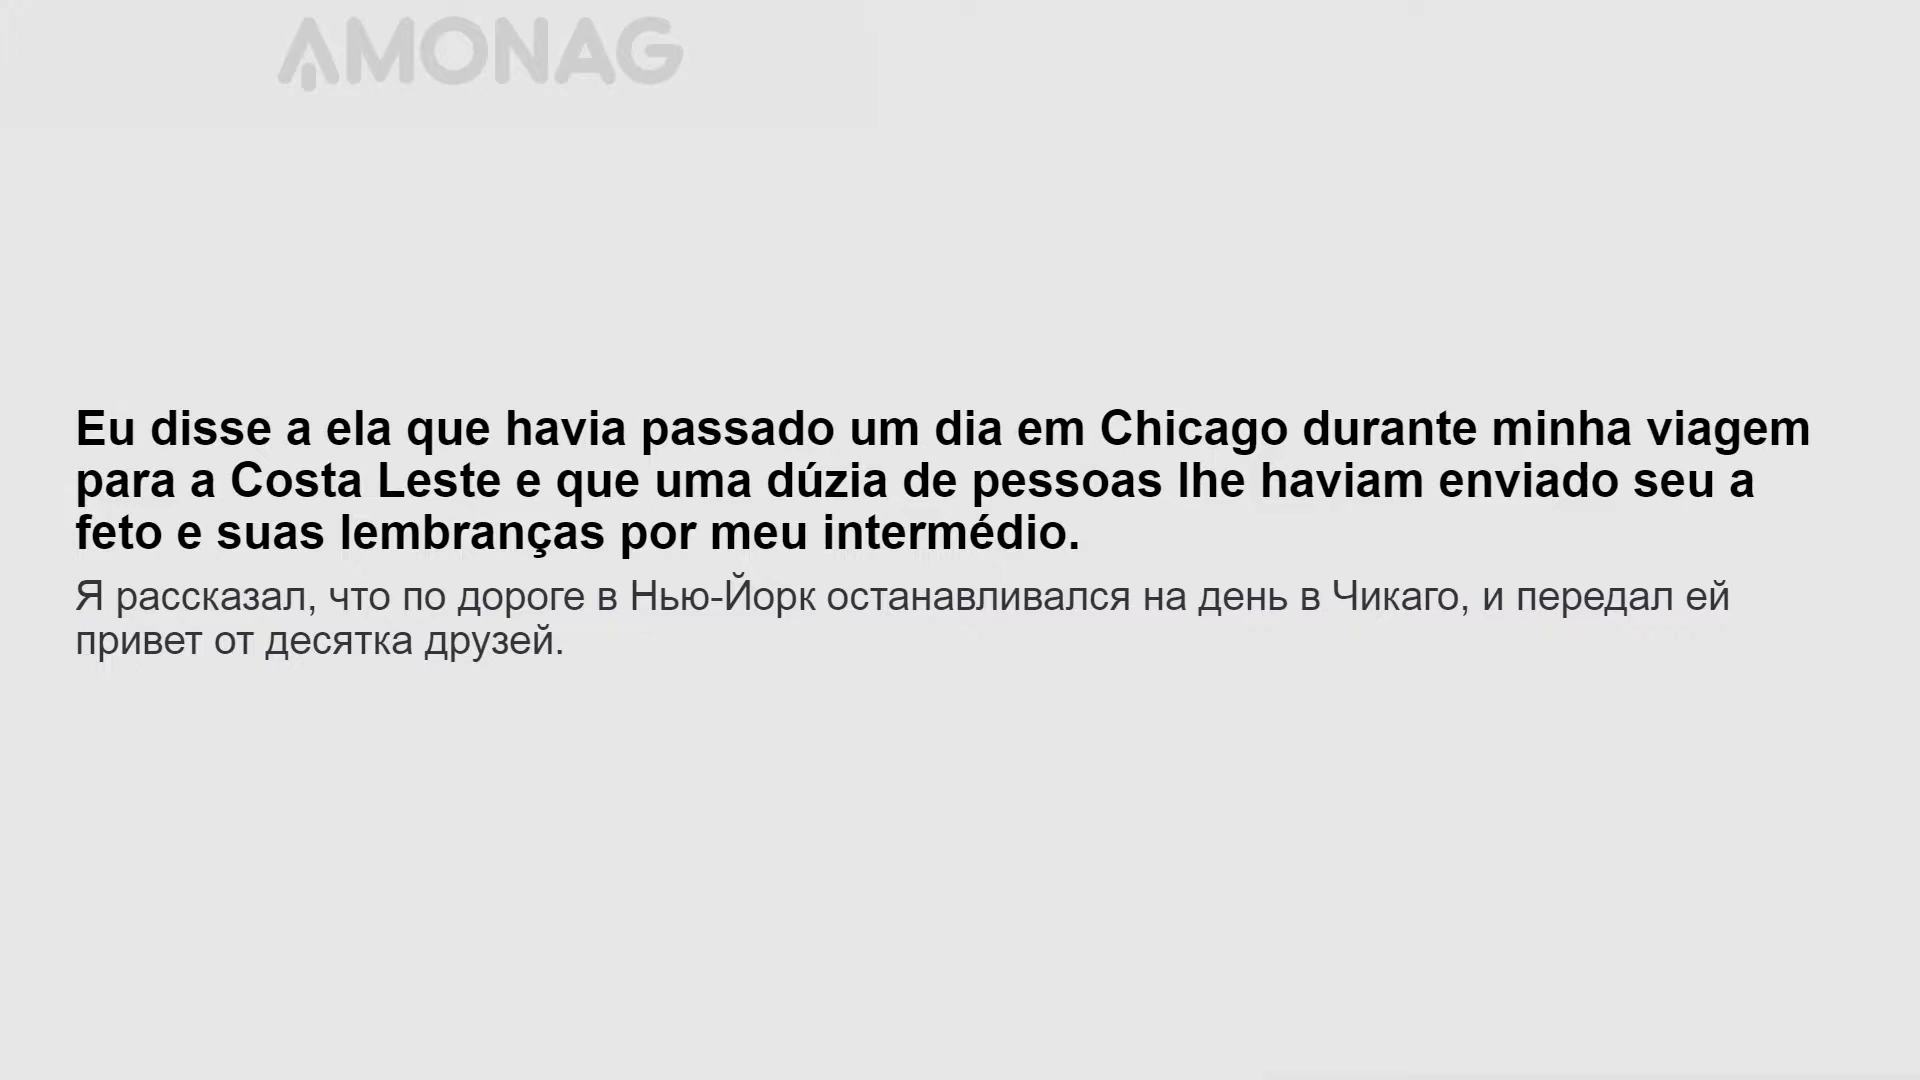 AMONAG
Eu disse a ela que havia passado um dia em Chicago durante minha viagem
para a Costa Leste e que uma dúzia de pessoas lhe haviam enviado seu a
feto e suas lembranças por meu intermédio.
Я рассказал, что по дороге в Нью-Йорк останавливался на день в Чикаго, и передал ей
привет от десятка друзей.